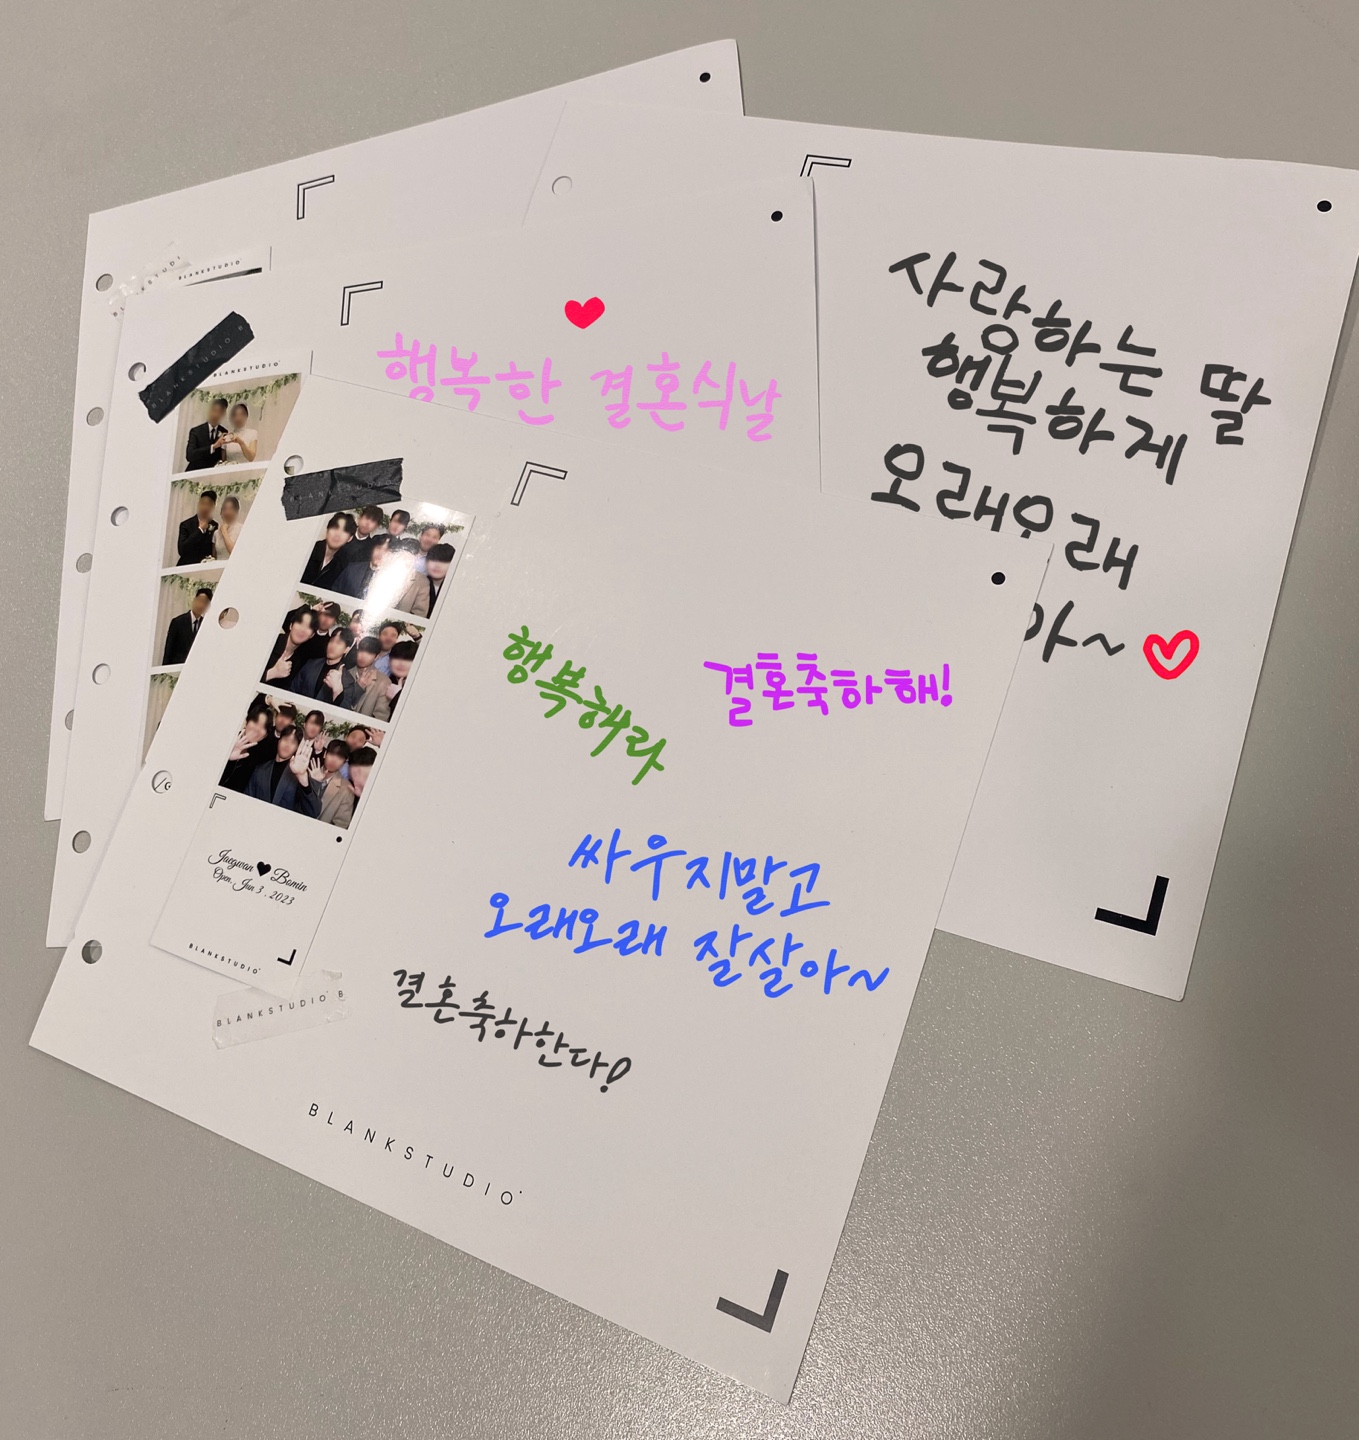 BLANKSTUDIO
사랑하는 딸
행복하게
오래오래
아~
행복한 결혼식날
BLANKSTUDIO B
BLANKSTUDIO
행복해라
결혼축하해!
싸우지말고
오래오래 잘살아~
결혼축하한다!
Jaegwan ♥ Bomin
Open. Jun 3. 2023
BLANKSTUDIO
BLANKSTUDIO B
BLANKSTUDIO